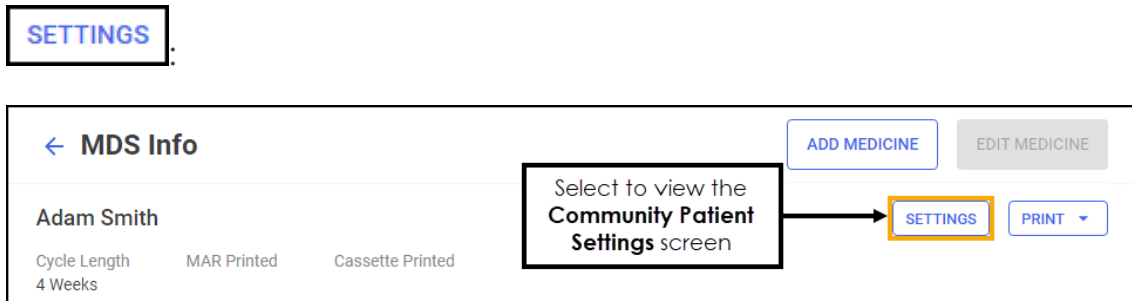 SETTINGS :
← MDS Info
ADD MEDICINE
EDIT MEDICINE
Select to view the
Community Patient
Settings screen
Adam Smith
SETTINGS
PRINT
Cycle Length
MAR Printed
Cassette Printed
4 Weeks